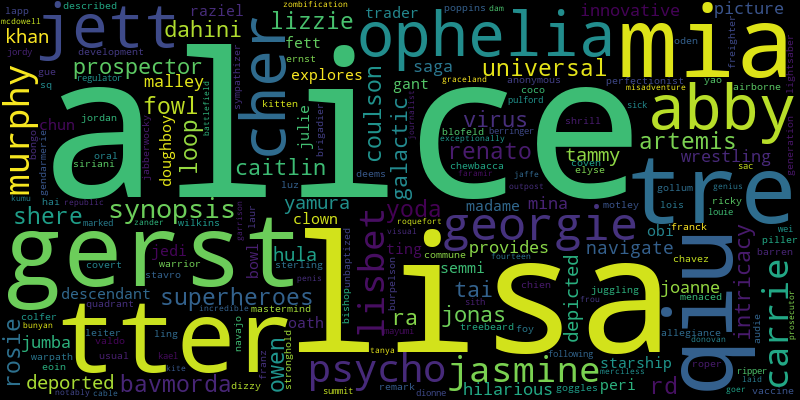 mcdowell
lapp
described
raziel
zombification
poppins
dam
picture
jett
dahini
lizzie
trader
innovative
khan
development
cher
fett
ophelia
mia
jordy
gue
prospector
ernst
saga
universal
oden
freighter
regulator
malley
explores
graceland
perfectionist
yao
airborne
lightsaber
sq
alice
fowl
loop
kitten
coulson
gant
anonymous
misadventure
sick
abby
murphy
jordan
doughboy
sympathizer
julie
brigadier
galactic
coco
pulford
virus
blofeld
berringer
shrill
artemis
generation
chun
jabberwocky
battlefield
renato
exceptionally
journalist
tammy
wrestling
bongo
gendarmerie
oral
siriani
caitlin
deems
chewbacca
jaffe
coven
elyse
sac
kumu
republic
hai
luz
faramir
outpost
tre
gollum
genius
shere
synopsis
yamura
yoda
madame
mina
motley
lois
ricky
louie
marked
zander
wilkins
laur
garrison
clown
roquefort
georgie
obi
franck
wei
piller
gerst
jedi
bowl
hula
unbaptized
lisbet
visual
ting
commune
fourteen
provides
navigate
qiu
chavez
intricacy
barren
covert
warrior
stavro
sterling
lisa
semmi
depicted
joanne
carrie
descendant
quadrant
penis
burpelson
sith
tai
chien
juggling
menaced
prosecutor
colfer
bunyan
superheroes
incredible
mastermind
bishop
ra
jonas
frou
allegiance
audie
rosie
tter
leiter
ling
navajo
oath
mayumi
treebeard
foy
donovan
jumba
warpath
usual
valdo
kael
franz
owen
stronghold
tanya
following
starship
merciless
roper
ripper
eoin
kite
psycho
jasmine
deported
notably
cable
bavmorda
dizzy
summit
remark
dionne
hilarious
goggles
peri
rd
laid
goer
vaccine